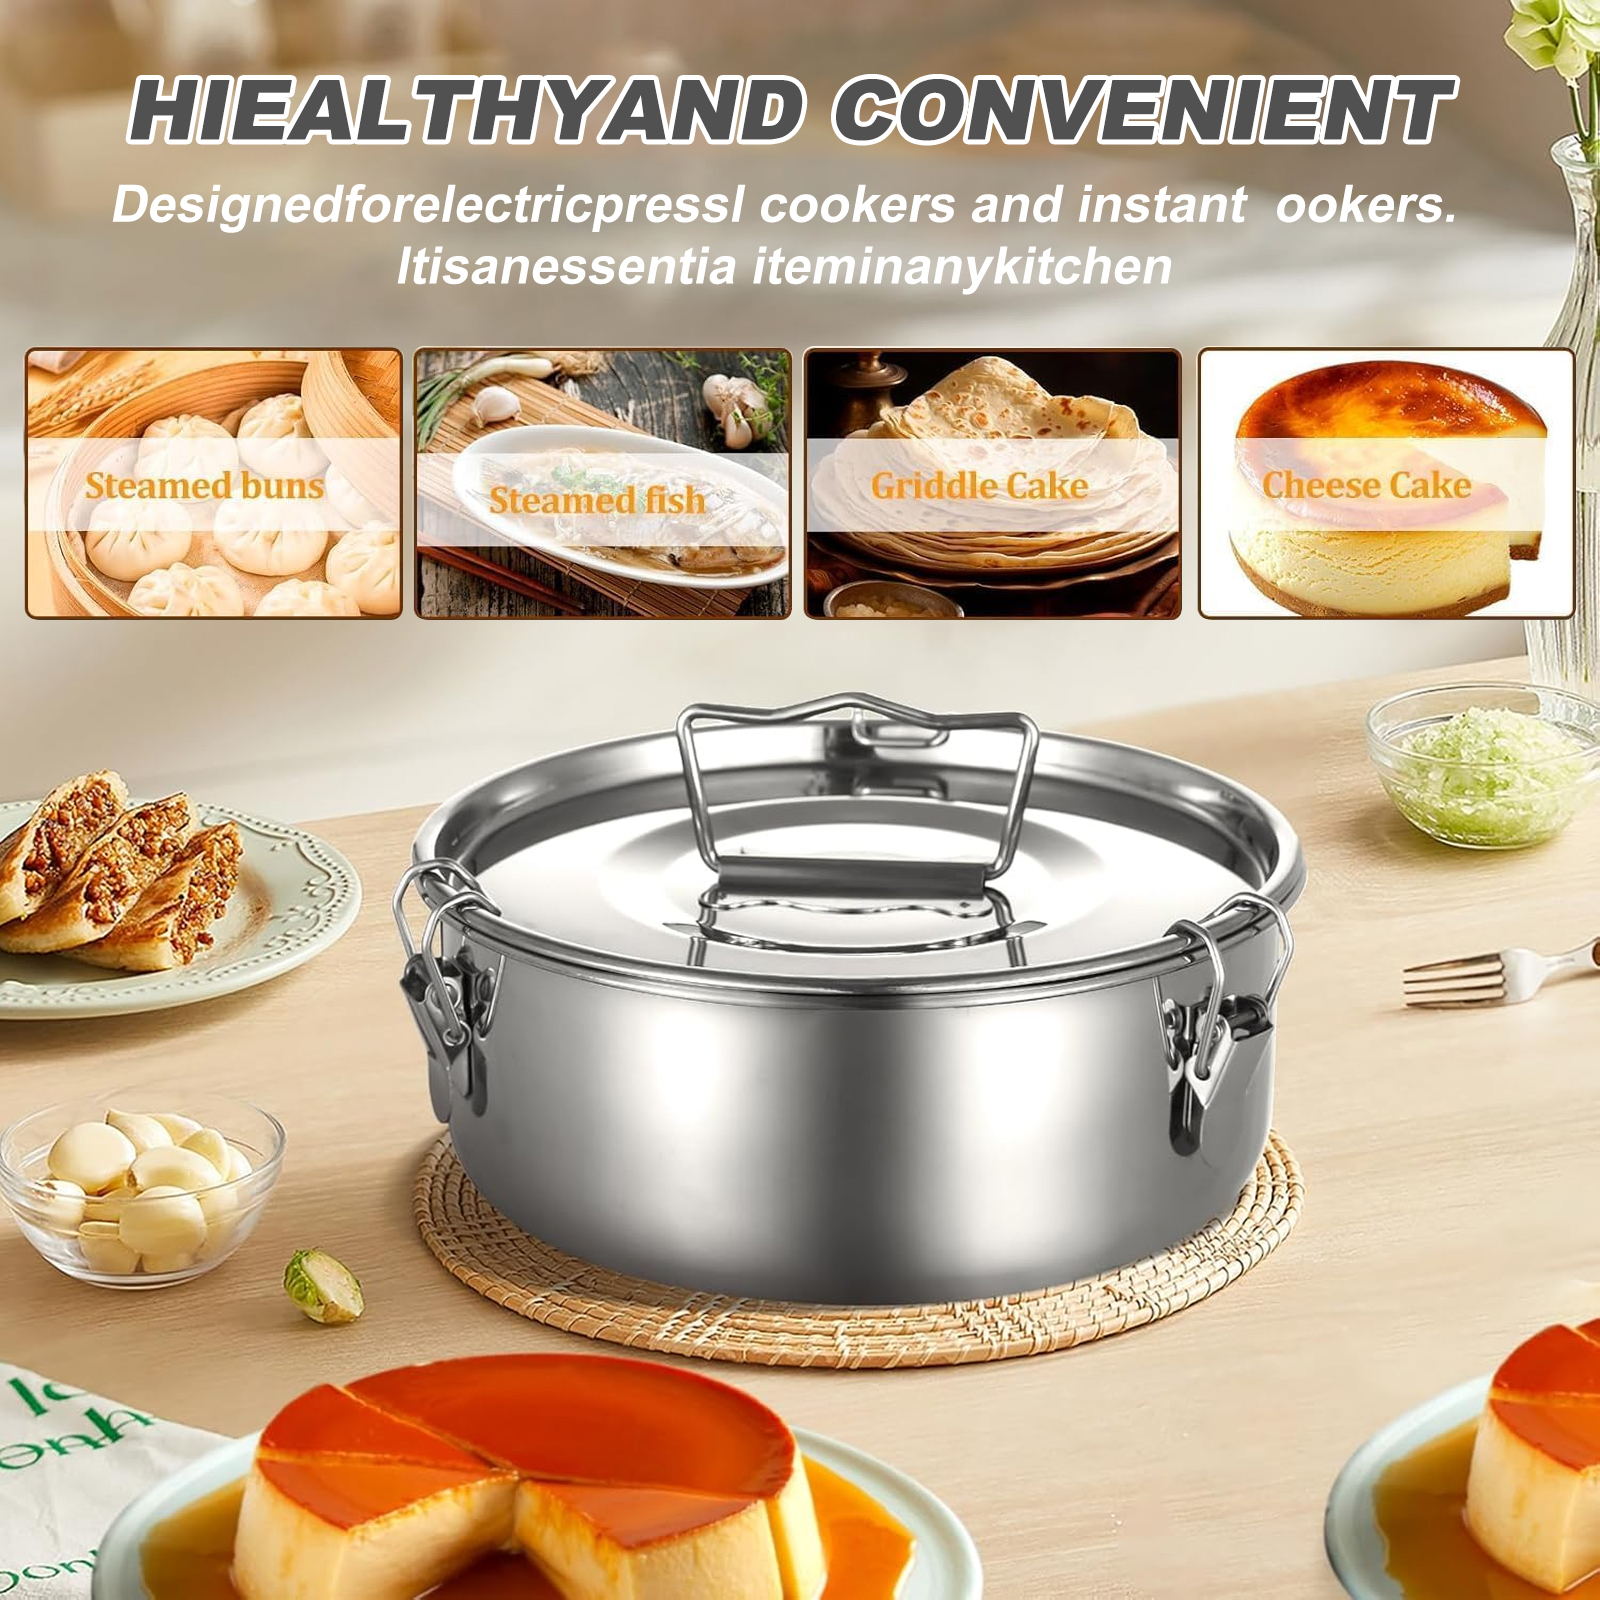 HIEALTHYAND CONVENIENT
Designedforelectricpressl cookers and instant  ookers.
Itisanessentia iteminanykitchen
Steamed buns
Steamed fish
Griddle Cake
Cheese Cake